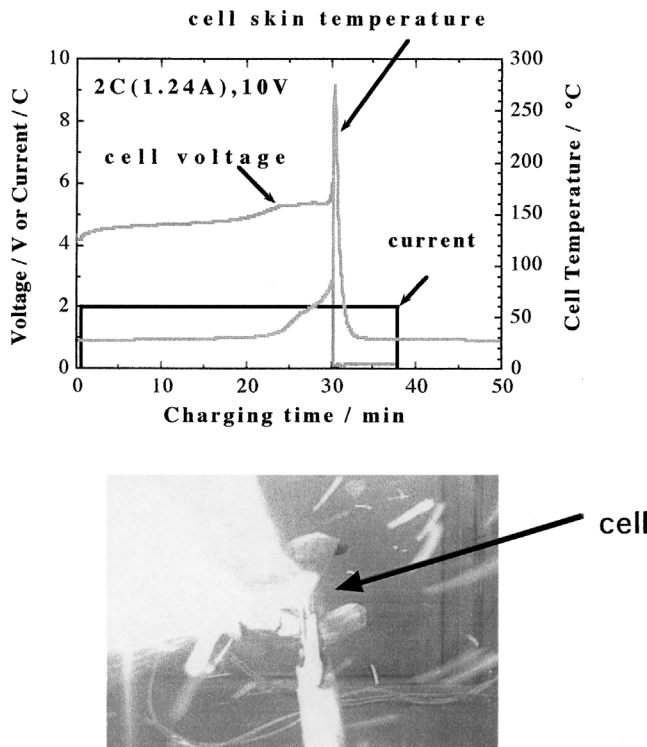 cell skin temperature
10
300
2C(1.24A),10V
8
250
cell voltage
200
6
150
4
current
100
2
50
0
0
0
10
20
30
40
50
Voltage / V or Current / C
Cell Temperature / °C
Charging time / min
cell